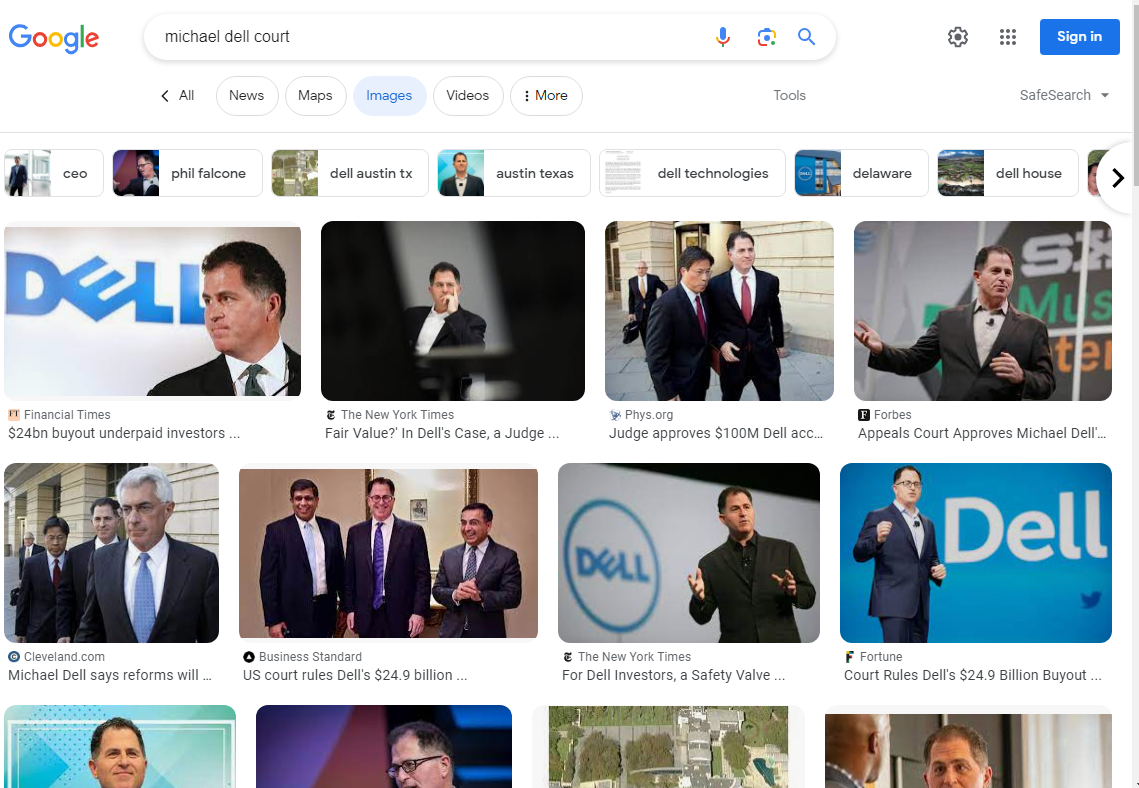 Google
michael dell court
Sign in
All
News
Maps
Images
Videos
More
Tools
SafeSearch
ceo
phil falcone
dell austin tx
austin texas
dell technologies
delaware
dell house
DELL
Financial Times
$24bn buyout underpaid investors ...
The New York Times
Fair Value?' In Dell's Case, a Judge ...
Phys.org
Judge approves $100M Dell acc...
Mus
ter
Forbes
Appeals Court Approves Michael Dell'...
Cleveland.com
Michael Dell says reforms will ...
Business Standard
US court rules Dell's $24.9 billion ...
DELL
The New York Times
For Dell Investors, a Safety Valve ...
Dell
Fortune
Court Rules Dell's $24.9 Billion Buyout ...